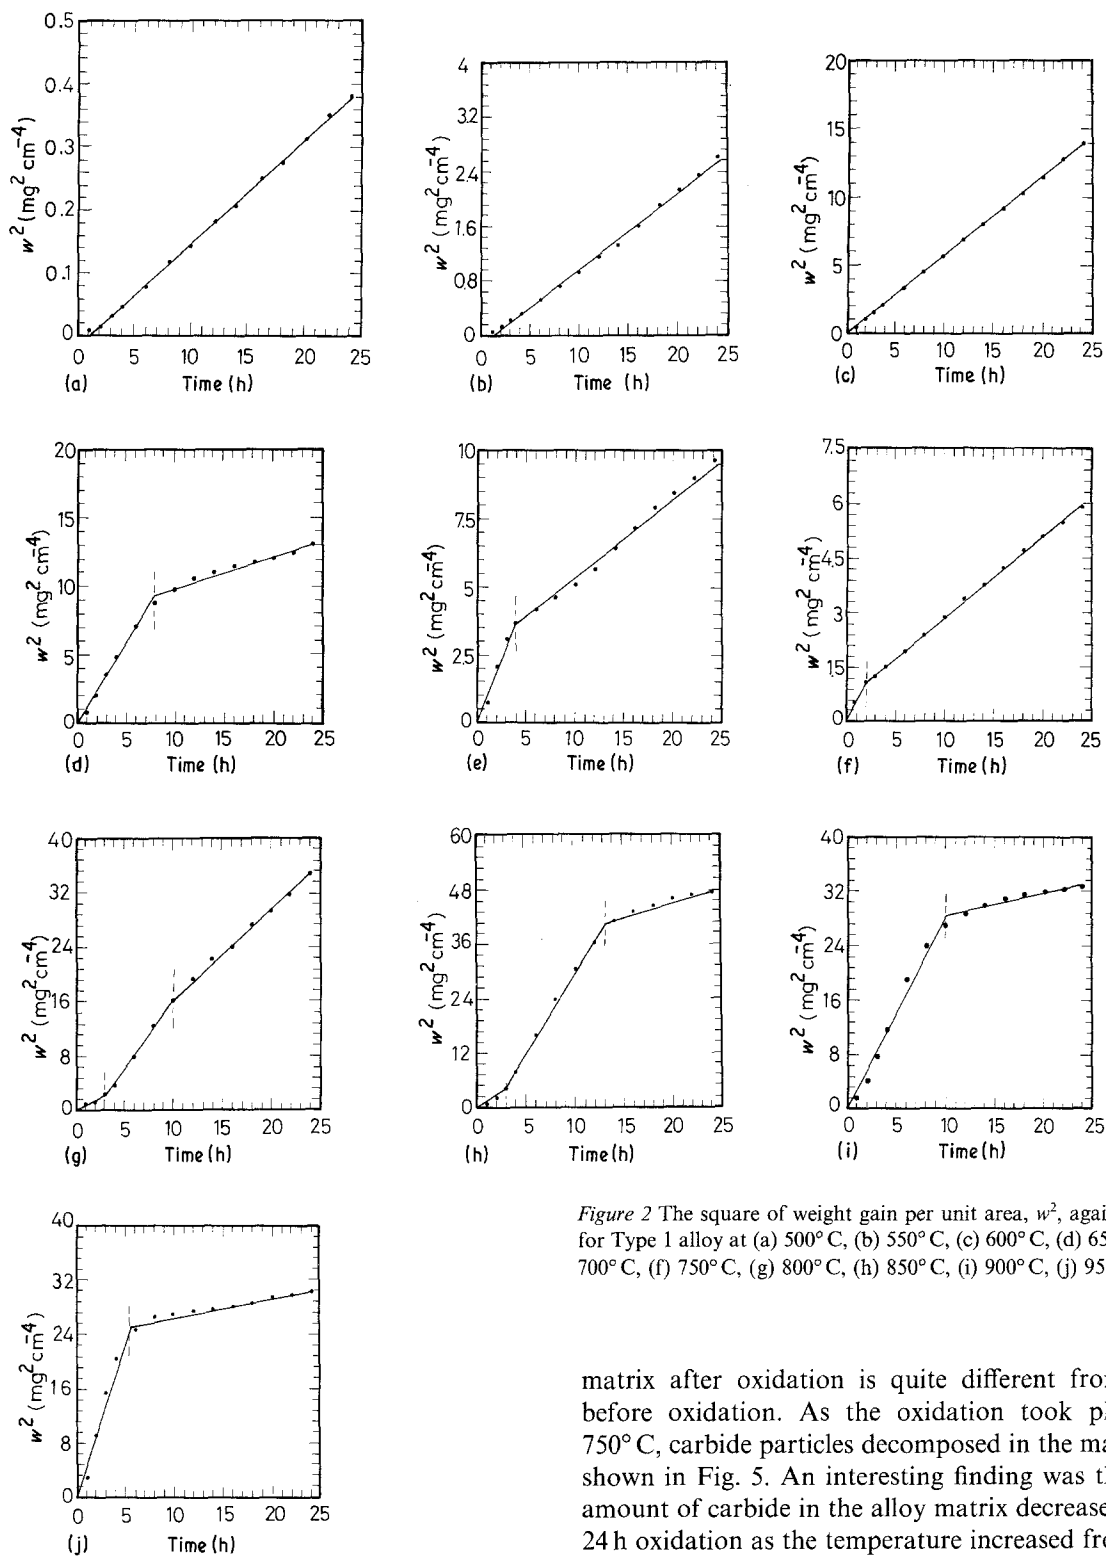 0.5
0.4
0.3
0.2
0.1
0
w² (mg² cm⁻⁴)
0 5 10 15 20 25
(a) Time (h)
4
3.2
2.4
1.6
0.8
0
w² (mg² cm⁻⁴)
0 5 10 15 20 25
(b) Time (h)
20
15
10
5
0
w² (mg² cm⁻⁴)
0 5 10 15 20 25
(c) Time (h)
20
15
10
5
0
w² (mg² cm⁻⁴)
0 5 10 15 20 25
(d) Time (h)
10
7.5
5
2.5
0
w² (mg² cm⁻⁴)
0 5 10 15 20 25
(e) Time (h)
7.5
6
4.5
3
1.5
0
w² (mg² cm⁻⁴)
0 5 10 15 20 25
(f) Time (h)
40
32
24
16
8
0
w² (mg² cm⁻⁴)
0 5 10 15 20 25
(g) Time (h)
60
48
36
24
12
0
w² (mg² cm⁻⁴)
0 5 10 15 20 25
(h) Time (h)
40
32
24
16
8
0
w² (mg² cm⁻⁴)
0 5 10 15 20 25
(i) Time (h)
40
32
24
16
8
0
w² (mg² cm⁻⁴)
0 5 10 15 20 25
(j) Time (h)
Figure 2 The square of weight gain per unit area, w², agai
for Type 1 alloy at (a) 500° C, (b) 550° C, (c) 600° C, (d) 65
700° C, (f) 750° C, (g) 800° C, (h) 850° C, (i) 900° C, (j) 95
matrix after oxidation is quite different fro
before oxidation. As the oxidation took pl
750° C, carbide particles decomposed in the ma
shown in Fig. 5. An interesting finding was th
amount of carbide in the alloy matrix decrease
24 h oxidation as the temperature increased fro